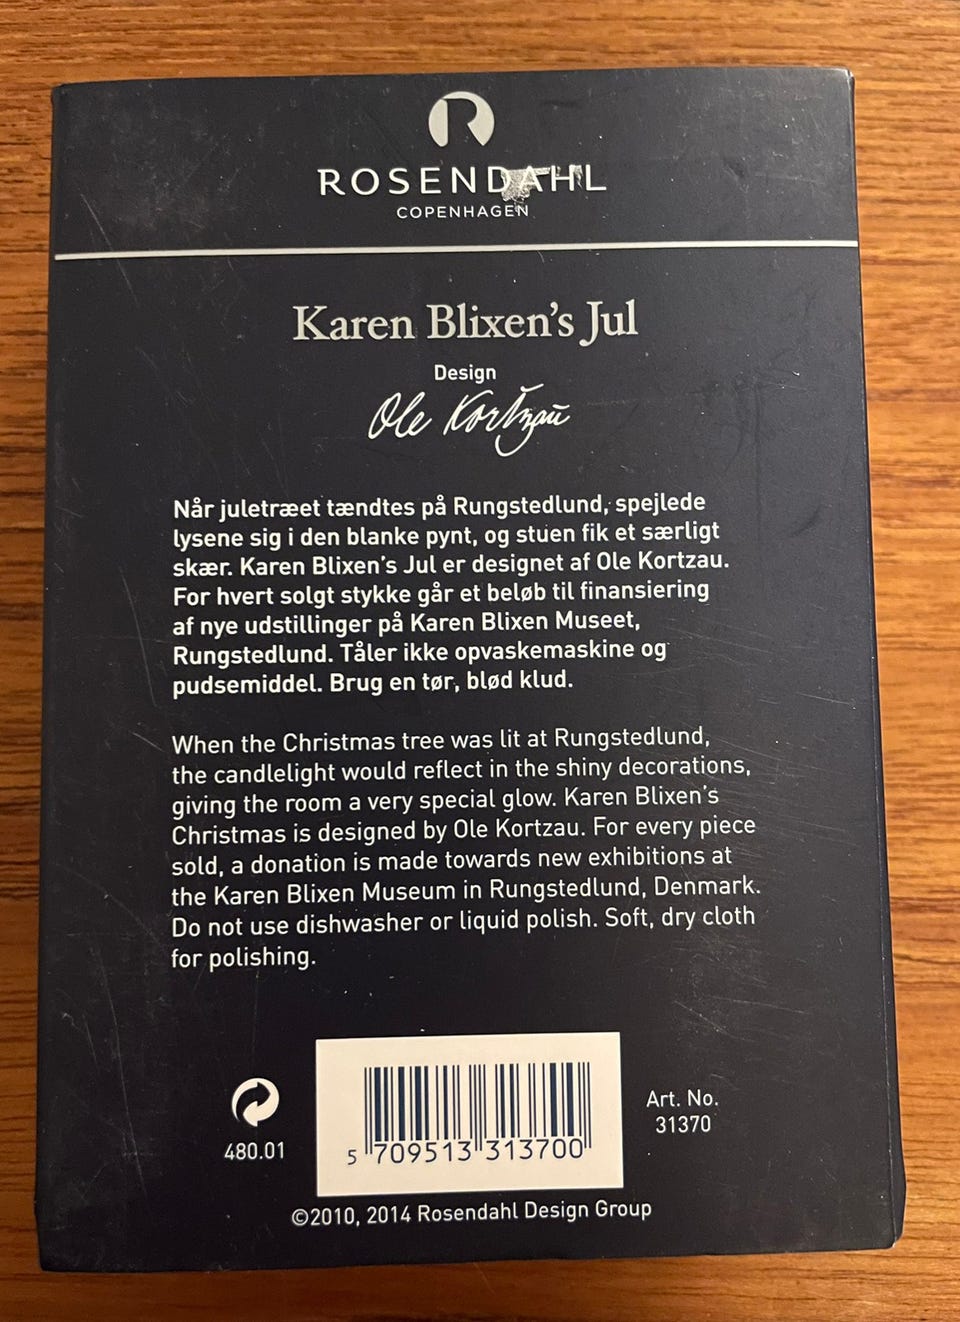 R
ROSENDAHL
COPENHAGEN
Karen Blixen's Jul
Design
Ole Kortzau
Når juletræet tændtes på Rungstedlund, spejlede
lysene sig i den blanke pynt, og stuen fik et særligt
skær. Karen Blixen's Jul er designet af Ole Kortzau.
For hvert solgt stykke går et beløb til finansiering
af nye udstillinger på Karen Blixen Museet,
Rungstedlund. Tåler ikke opvaskemaskine og
pudsemiddel. Brug en tør, blød klud.
When the Christmas tree was lit at Rungstedlund,
the candlelight would reflect in the shiny decorations,
giving the room a very special glow. Karen Blixen's
Christmas is designed by Ole Kortzau. For every piece
sold, a donation is made towards new exhibitions at
the Karen Blixen Museum in Rungstedlund, Denmark.
Do not use dishwasher or liquid polish. Soft, dry cloth
for polishing.
480.01
5 709513 313700
Art. No.
31370
©2010, 2014 Rosendahl Design Group